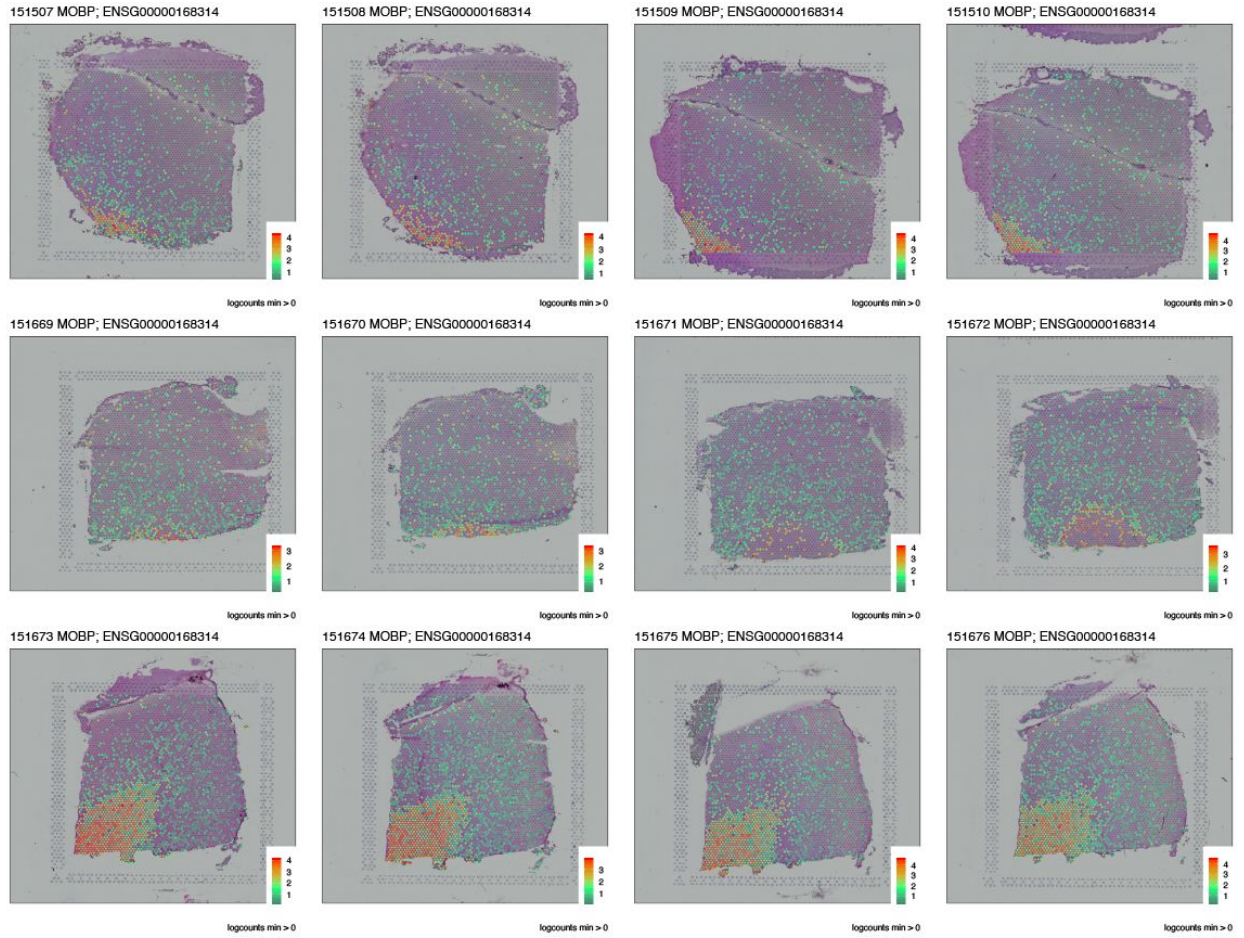 151507 MOBP; ENSG00000168314
151508 MOBP; ENSG00000168314
151509 MOBP; ENSG00000168314
151510 MOBP; ENSG00000168314
4
3
2
1
4
3
2
1
4
3
2
1
4
3
2
1
logcounts min > 0
logcounts min > 0
logcounts min > 0
logcounts min > 0
151669 MOBP; ENSG00000168314
151670 MOBP; ENSG00000168314
151671 MOBP; ENSG00000168314
151672 MOBP; ENSG00000168314
3
2
1
3
2
1
4
3
2
1
3
2
1
logcounts min > 0
logcounts min > 0
logcounts min > 0
logcounts min > 0
151673 MOBP; ENSG00000168314
151674 MOBP; ENSG00000168314
151675 MOBP; ENSG00000168314
151676 MOBP; ENSG00000168314
4
3
2
1
3
2
1
4
3
2
1
4
3
2
1
logcounts min > 0
logcounts min > 0
logcounts min > 0
logcounts min > 0